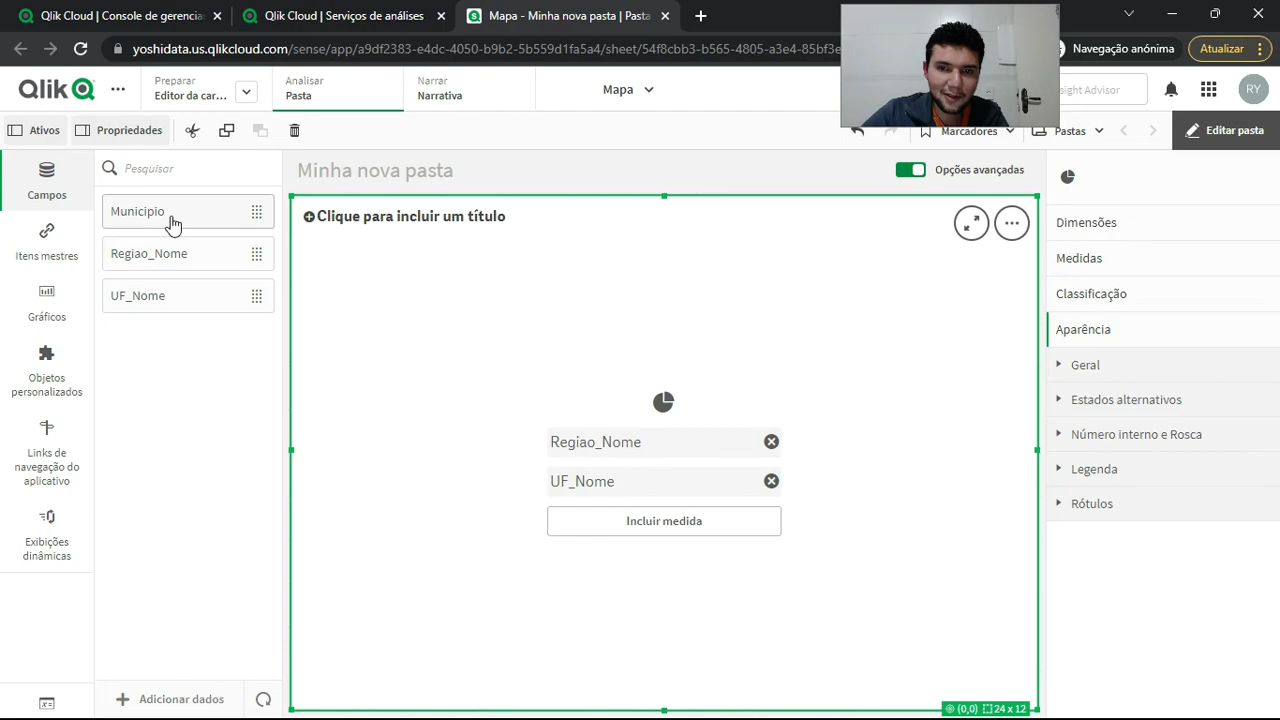 Qlik Cloud | Console de gerencia
Qlik Cloud | Serviços de análises
Mapa - Minha nova pasta | Pasta
yoshidata.us.qlikcloud.com/sense/app/a9df2383-e4dc-4050-b9b2-5b559d1fa5a4/sheet/54f8cbb3-b565-4805-a3e4-85bf3e
Navegação anónima
Atualizar
Qlik
Preparar
Editor da car...
Analisar
Pasta
Narrar
Narrativa
Mapa
sight Advisor
RY
Ativos
Propriedades
Marcadores
Pastas
Editar pasta
Campos
Itens mestres
Gráficos
Objetos
personalizados
Links de
navegação do
aplicativo
Exibições
dinâmicas
Pesquisar
Municipio
Regiao_Nome
UF_Nome
Adicionar dados
Minha nova pasta
Opções avançadas
Clique para incluir um título
Regiao_Nome
UF_Nome
Incluir medida
(0,0) 24 x 12
Dimensões
Medidas
Classificação
Aparência
Geral
Estados alternativos
Número interno e Rosca
Legenda
Rótulos